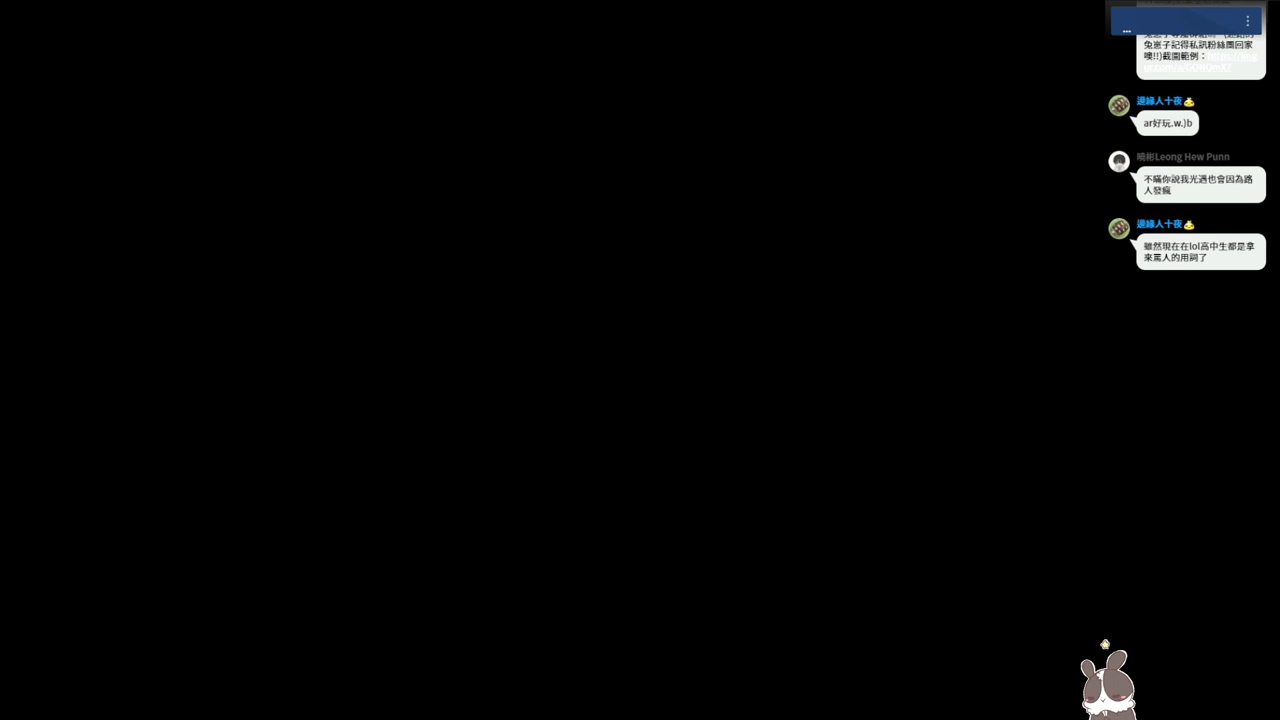 兔崽子記得私訊粉絲團回家
噢!!)截圖範例：
邊緣人十夜
ar好玩.w.)b
曉彬Leong Hew Punn
不瞞你說我光遇也會因為路
人發瘋
邊緣人十夜
雖然現在在lol高中生都是拿
來罵人的用詞了